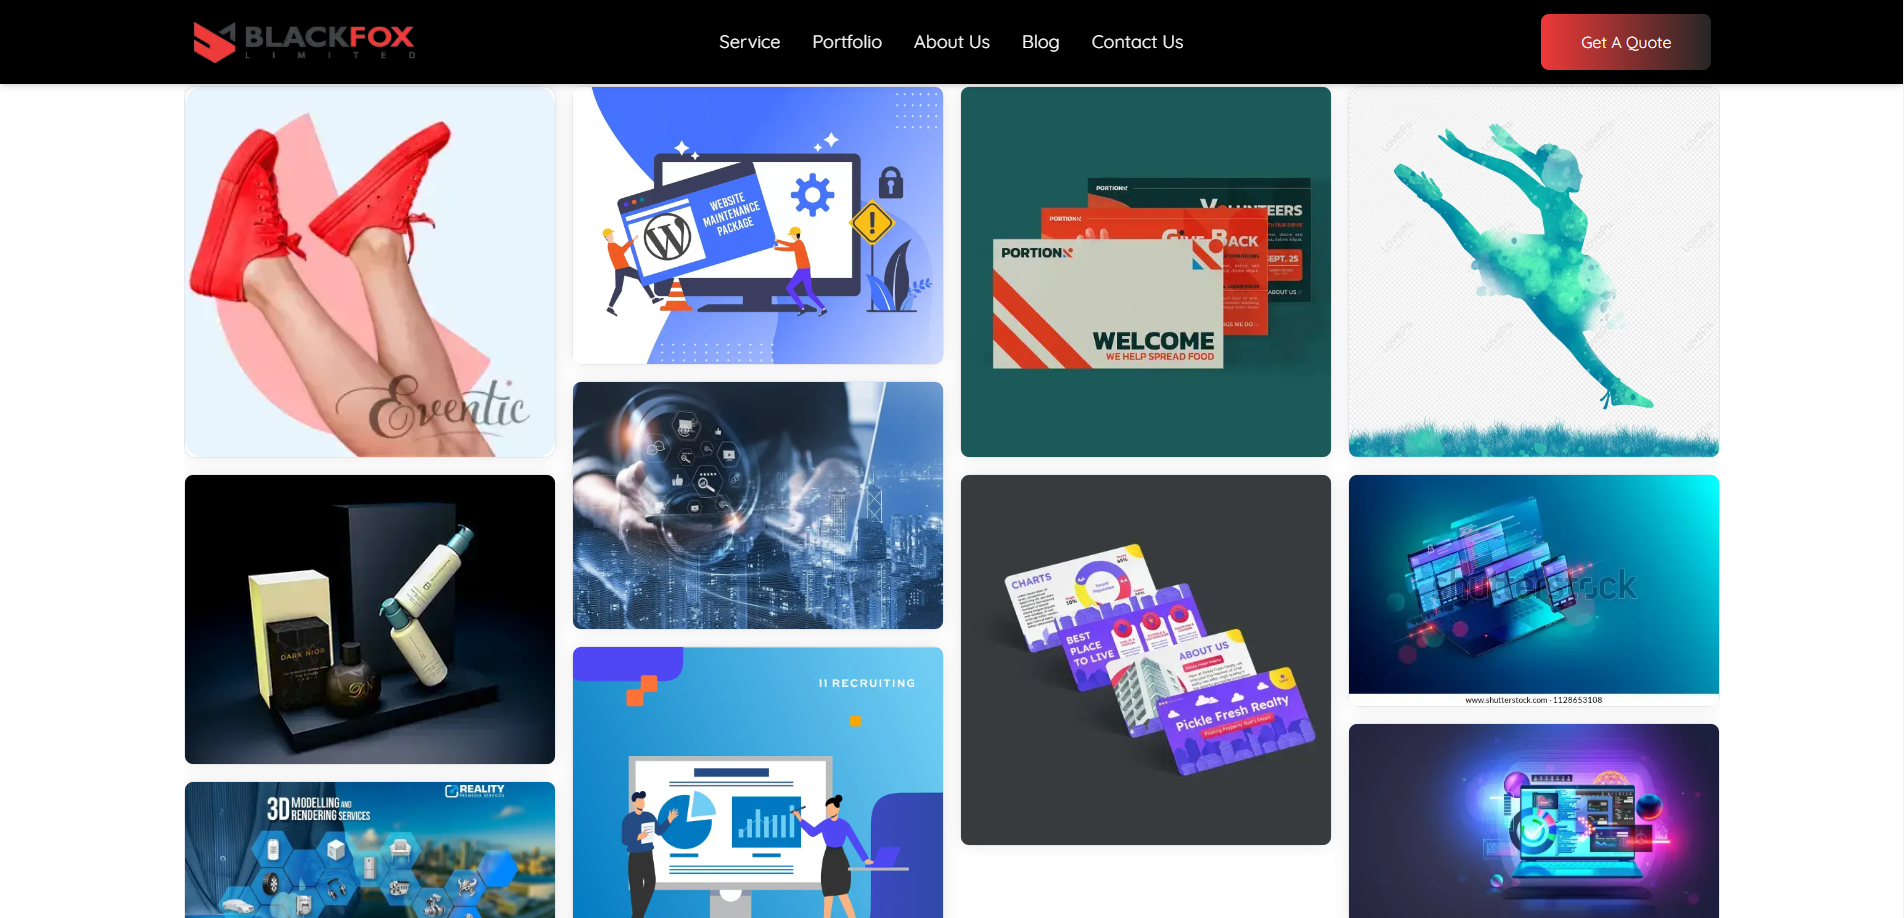 BLACKFOX
LIMITED
Service
Portfolio
About Us
Blog
Contact Us
Get A Quote
Eventic
WEBSITE
MAINTENANCE
PACKAGE
PORTION
VOLUNTEERS
PORTION
GIVE BACK
SEPT. 25
ABOUT US
PORTION
WELCOME
WE HELP SPREAD FOOD
DARK NIOR
CHARTS
BEST
PLACE
TO LIVE
ABOUT US
Pickle Fresh Realty
shutterstock
www.shutterstock.com · 1128653108
11 RECRUITING
REALITY
3D MODELLING AND
RENDERING SERVICES